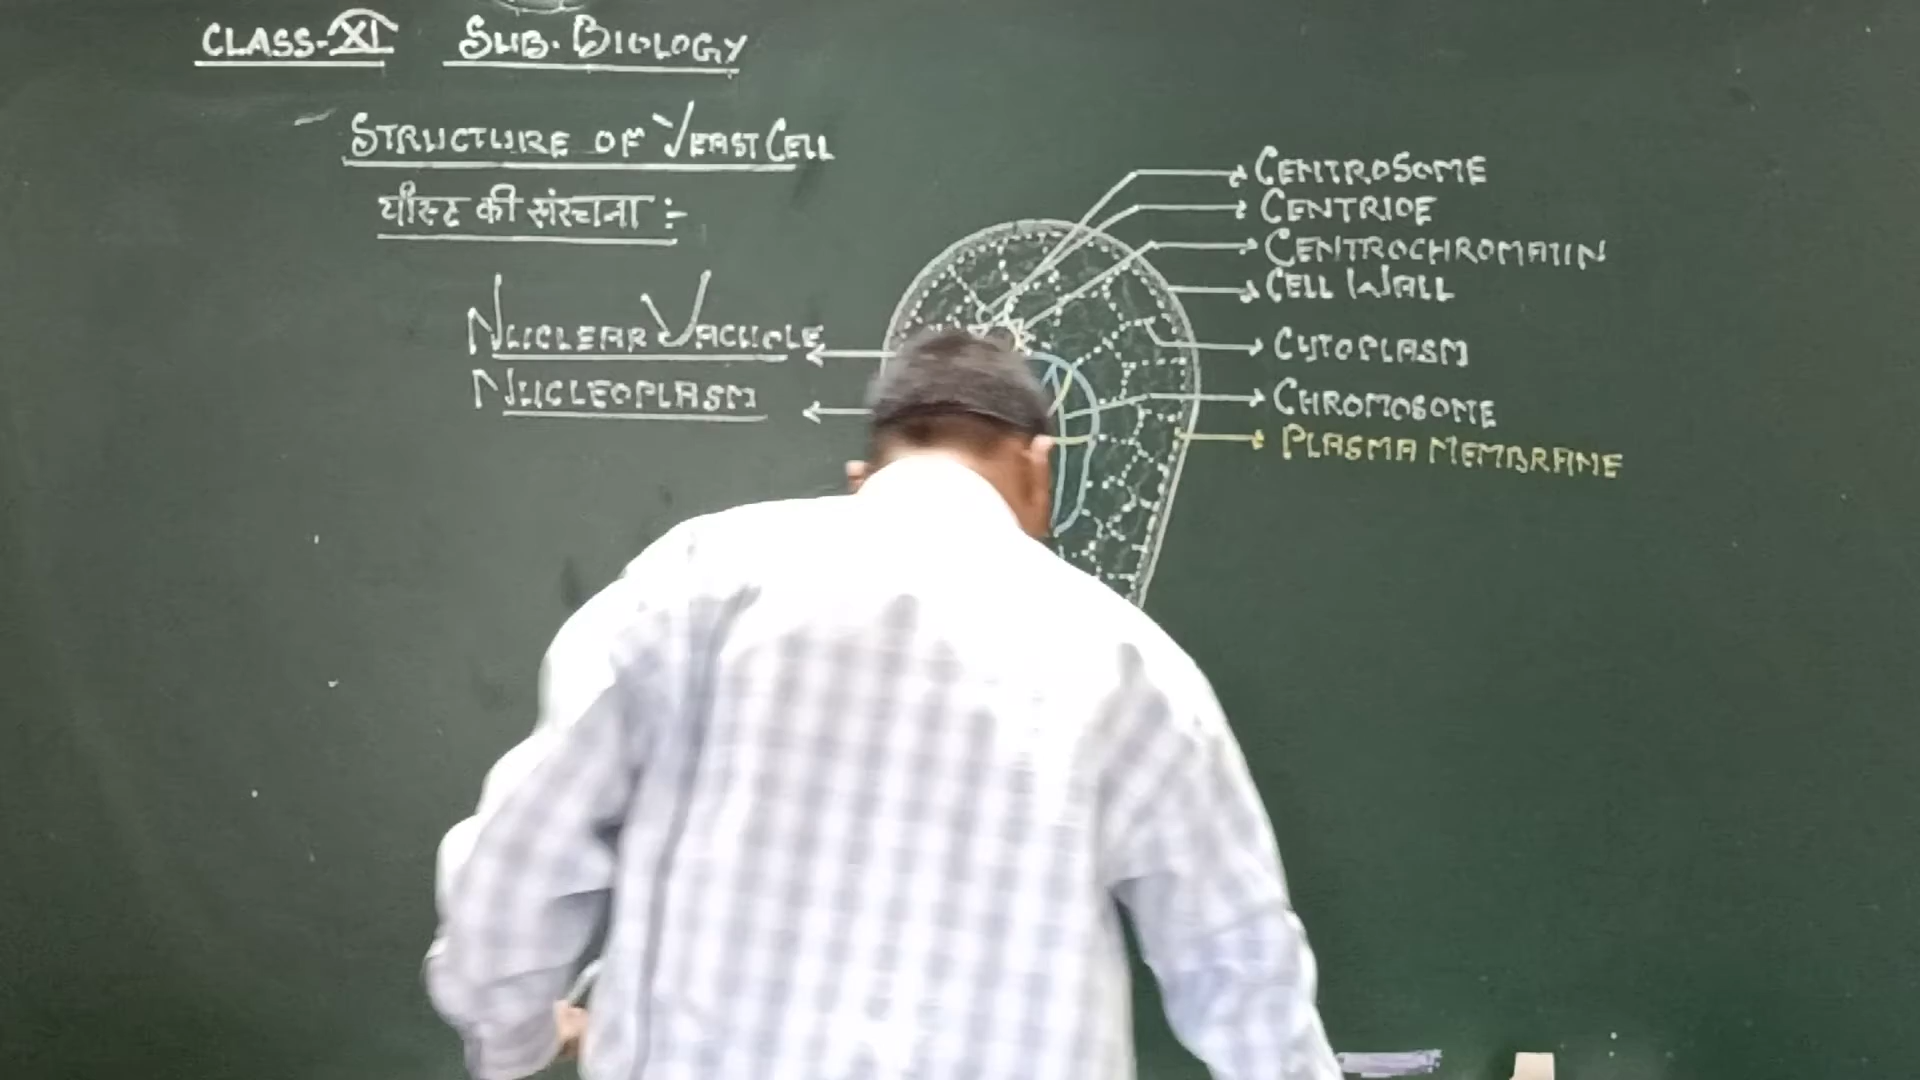 CLASS-XI SUB. BIOLOGY
STRUCTURE OF YEAST CELL
यीस्ट की संरचना :-
CENTROSOME
CENTRIOE
CENTROCHROMATIN
CELL WALL
NUCLEAR VACUOLE
CYTOPLASM
NUCLEOPLASM
CHROMOSOME
PLASMA MEMBRANE